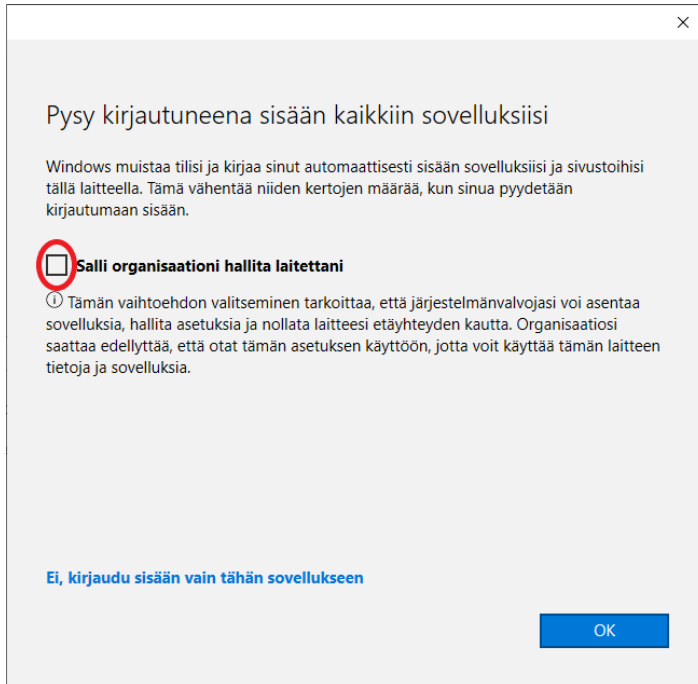 Pysy kirjautuneena sisään kaikkiin sovelluksiisi
Windows muistaa tilisi ja kirjaa sinut automaattisesti sisään sovelluksiisi ja sivustoihisi
tällä laitteella. Tämä vähentää niiden kertojen määrää, kun sinua pyydetään
kirjautumaan sisään.
Salli organisaationi hallita laitettani
Tämän vaihtoehdon valitseminen tarkoittaa, että järjestelmänvalvojasi voi asentaa
sovelluksia, hallita asetuksia ja nollata laitteesi etäyhteyden kautta. Organisaatiosi
saattaa edellyttää, että otat tämän asetuksen käyttöön, jotta voit käyttää tämän laitteen
tietoja ja sovelluksia.
Ei, kirjaudu sisään vain tähän sovellukseen
OK